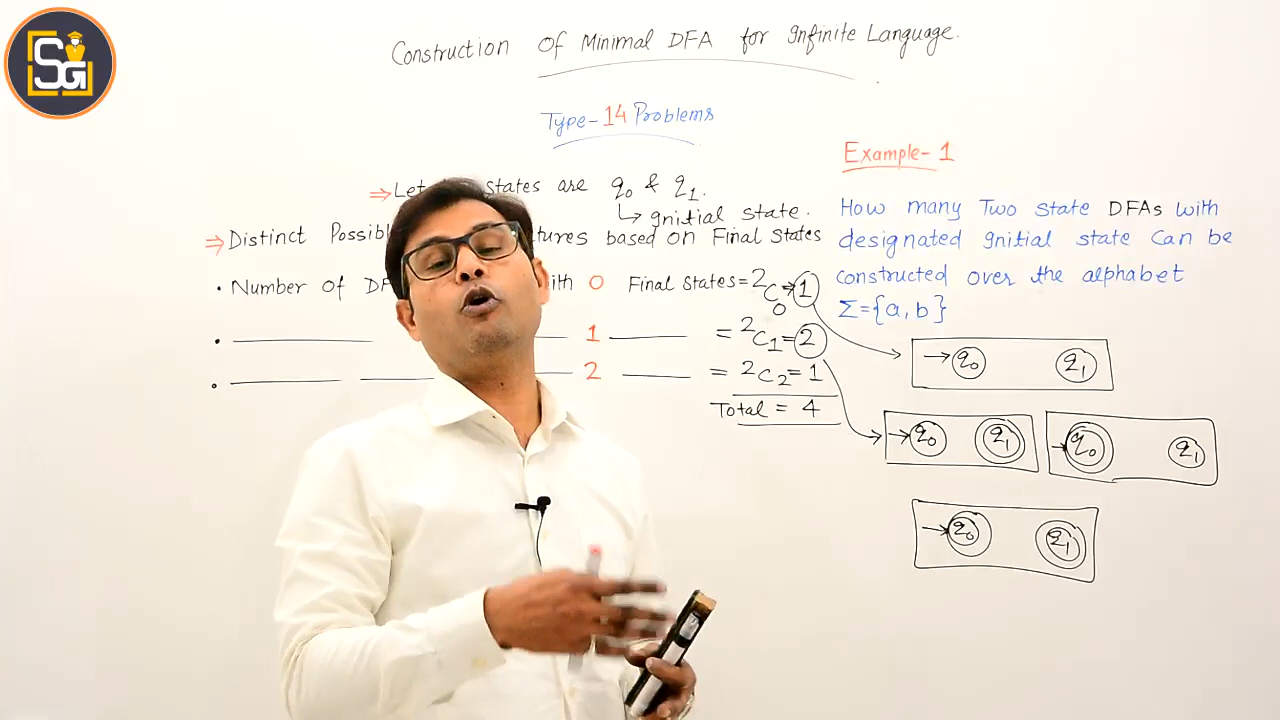 SG
Construction Of Minimal DFA for Infinite Language.
Type-14 Problems
⇒ Let states are q₀ & q₁.
↳ Initial state.
⇒ Distinct Possib tures based on Final States
• Number of DF ith 0 Final States = ²C₀ → 1
• 1 = ²C₁ = 2
• 2 = ²C₂ = 1
Total = 4
Example-1
How many Two state DFAs with
designated Initial state Can be
constructed over the alphabet
Σ={a, b}
→ q₀ q₁
→ q₀ q₁ → q₀ q₁
→ q₀ q₁